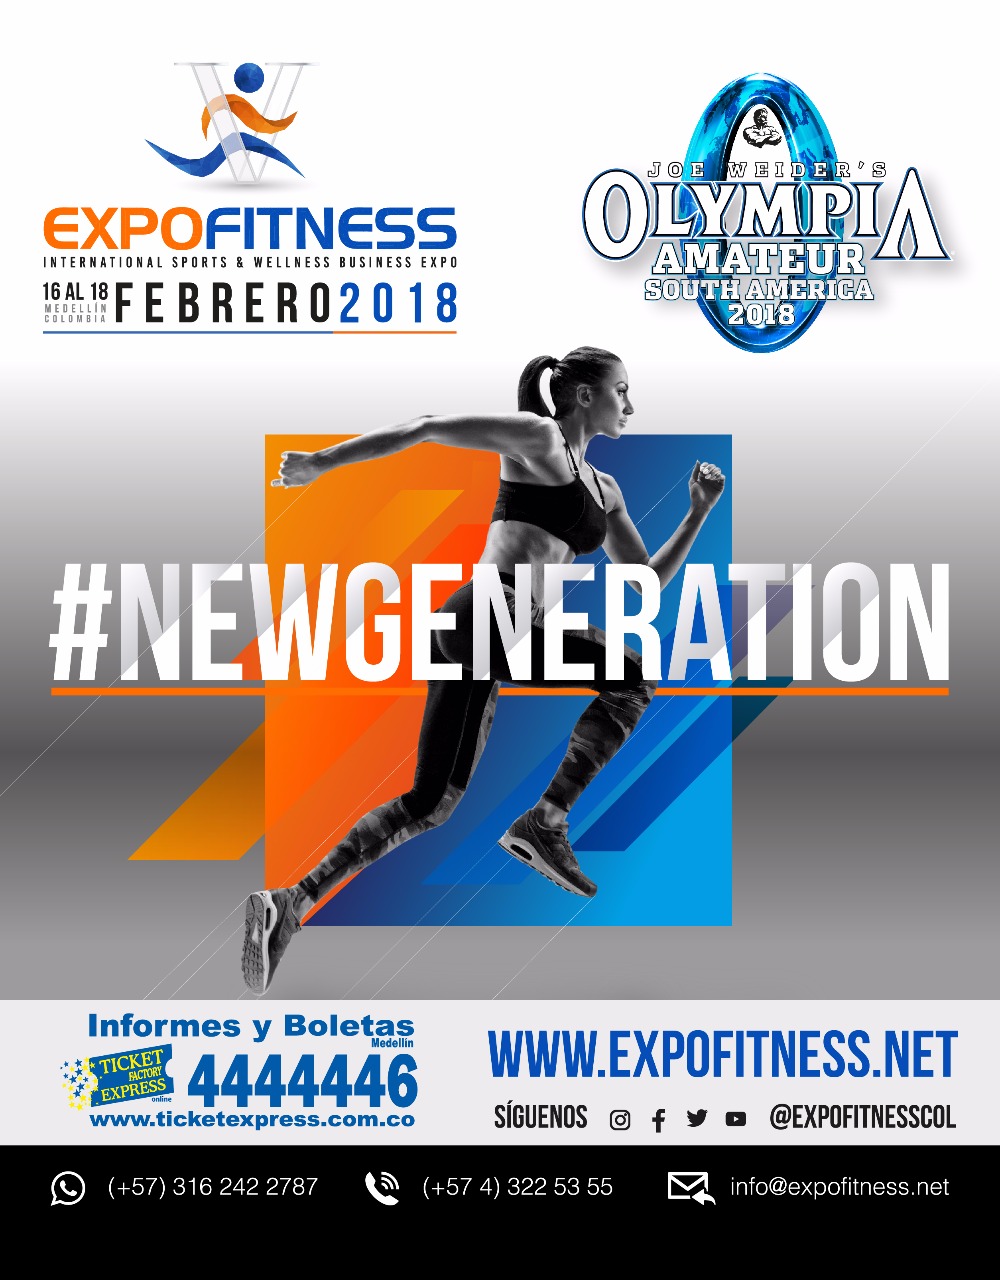 V
EXPOFITNESS
INTERNATIONAL SPORTS & WELLNESS BUSINESS EXPO
16 AL 18
MEDELLÍN
COLOMBIA
FEBRERO2018
JOE WEIDER'S
OLYMPIA
AMATEUR
SOUTH AMERICA
2018
#NEWGENERATION
Informes y Boletas
Medellín
TICKET
FACTORY
EXPRESS
online
4444446
www.ticketexpress.com.co
WWW.EXPOFITNESS.NET
SÍGUENOS @EXPOFITNESSCOL
(+57) 316 242 2787 (+57 4) 322 53 55 info@expofitness.net